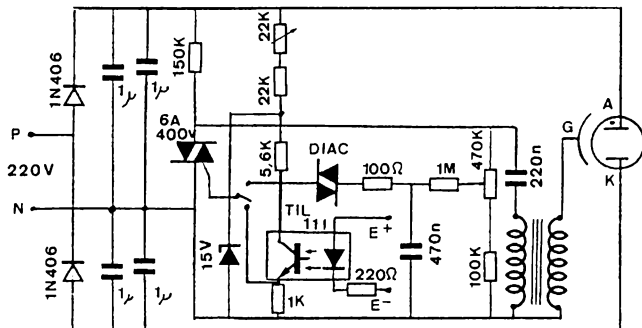 22K
150K
1N406
1µ
1µ
22K
6A
400V
P
220V
N
5,6K
DIAC
100Ω
1M
470K
220n
G
A
K
TIL
111
E+
470n
100K
15V
220Ω
E-
1K
1N406
1µ
1µ